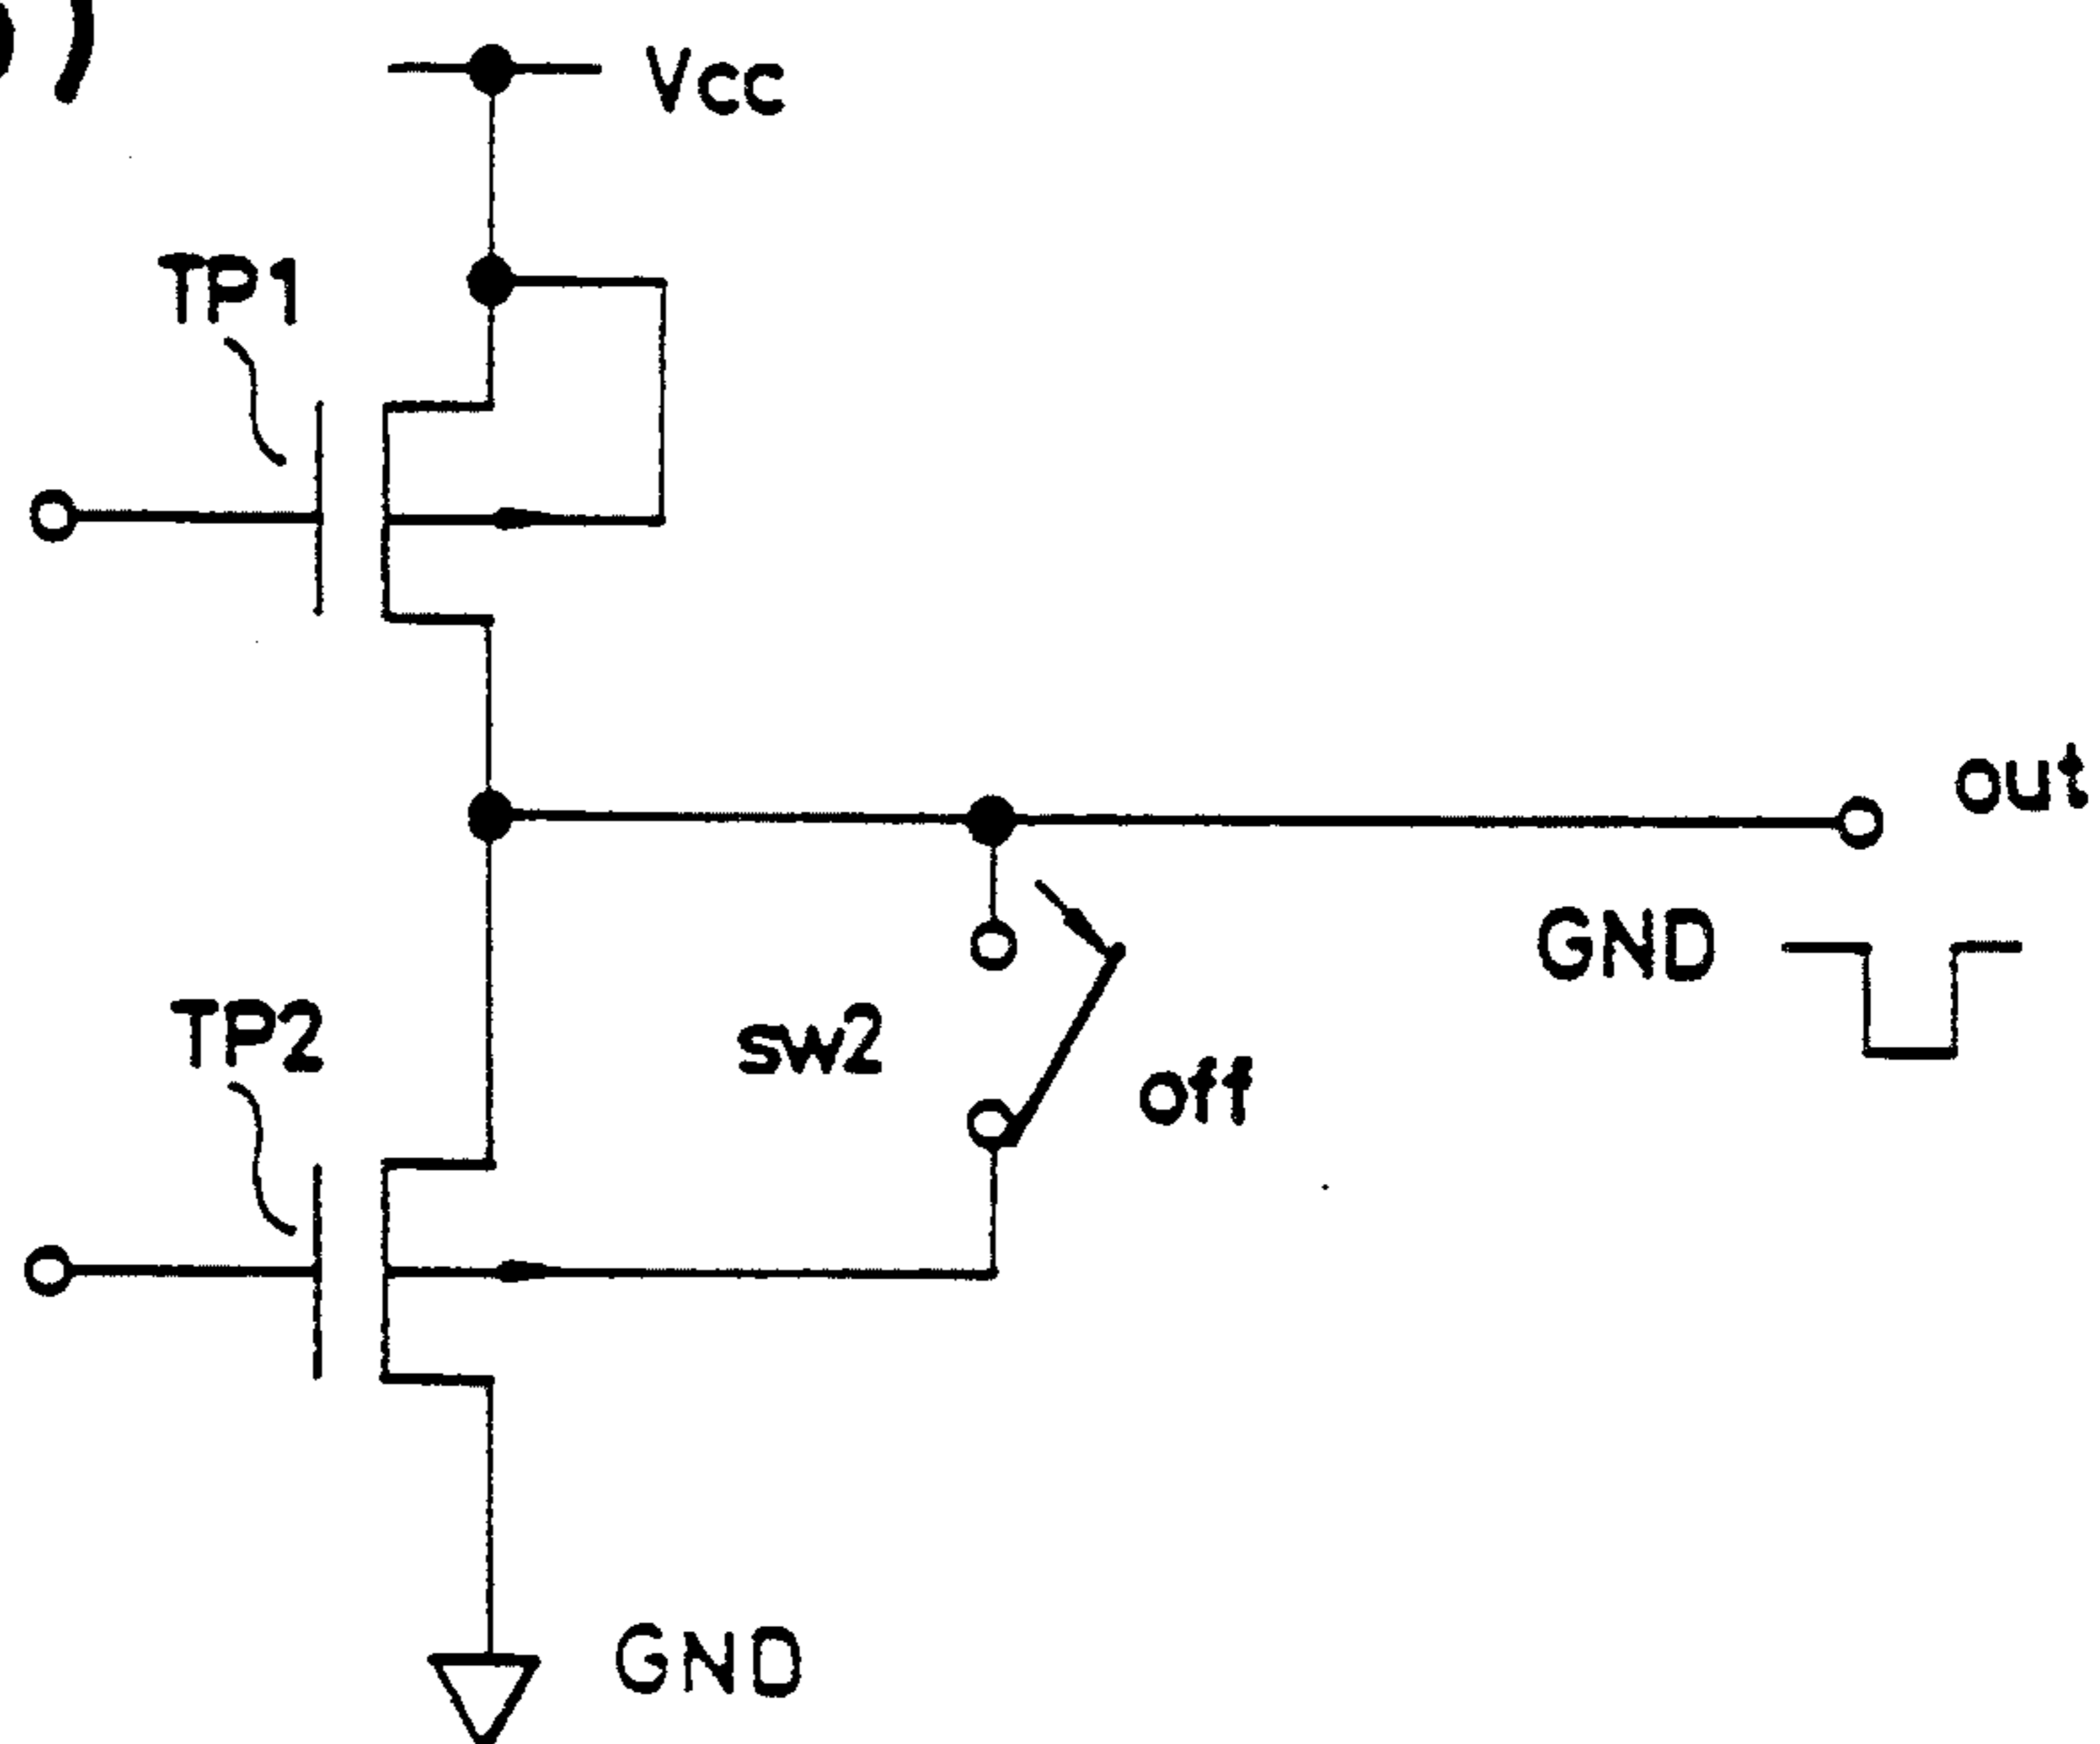 )
Vcc
TP1
out
GND
TP2
sw2
off
GND